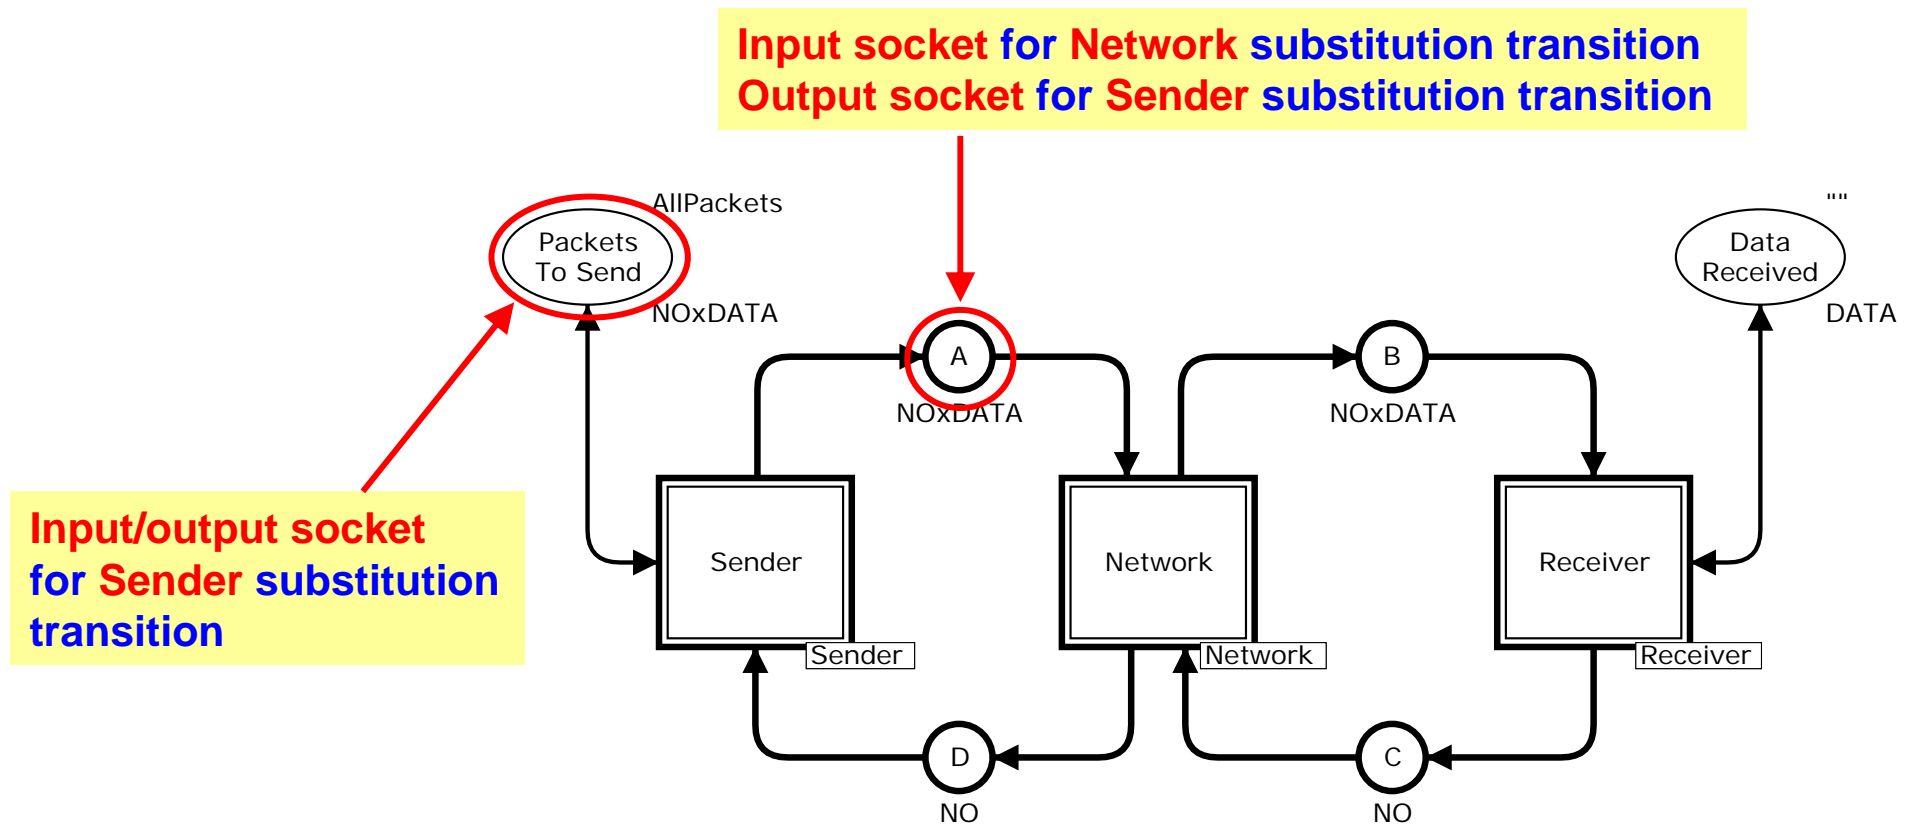 Input socket for Network substitution transition
Output socket for Sender substitution transition
AllPackets
Packets
To Send
NOxDATA
""
Data
Received
DATA
A
NOxDATA
B
NOxDATA
Input/output socket
for Sender substitution
transition
Sender
Sender
Network
Network
Receiver
Receiver
D
NO
C
NO